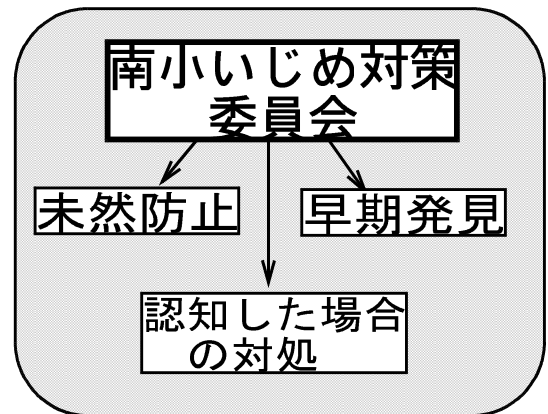 南小いじめ対策
委員会
未然防止
早期発見
認知した場合
の対処